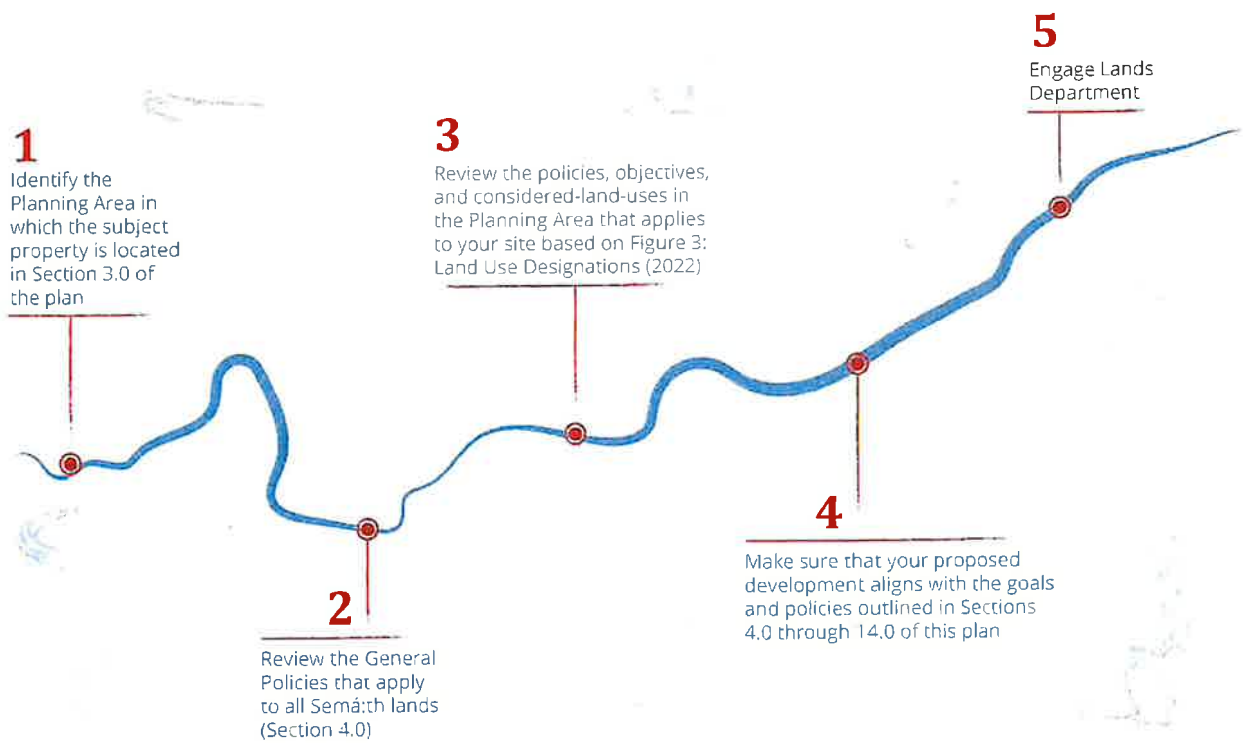 1
Identify the
Planning Area in
which the subject
property is located
in Section 3.0 of
the plan
2
Review the General
Policies that apply
to all Semá:th lands
(Section 4.0)
3
Review the policies, objectives,
and considered-land-uses in
the Planning Area that applies
to your site based on Figure 3:
Land Use Designations (2022)
4
Make sure that your proposed
development aligns with the goals
and policies outlined in Sections
4.0 through 14.0 of this plan
5
Engage Lands
Department